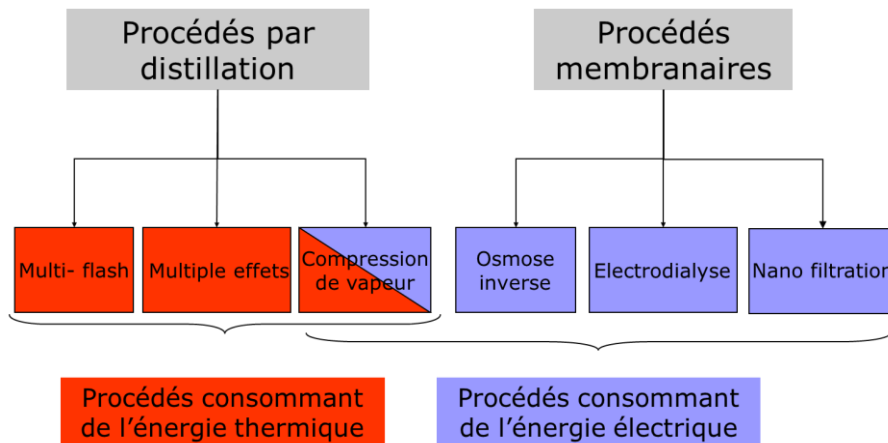 Procédés par
distillation
Procédés
membranaires
Multi- flash
Multiple effets
Compression
de vapeur
Osmose
inverse
Electrodialyse
Nano filtration
Procédés consommant
de l’énergie thermique
Procédés consommant
de l’énergie électrique